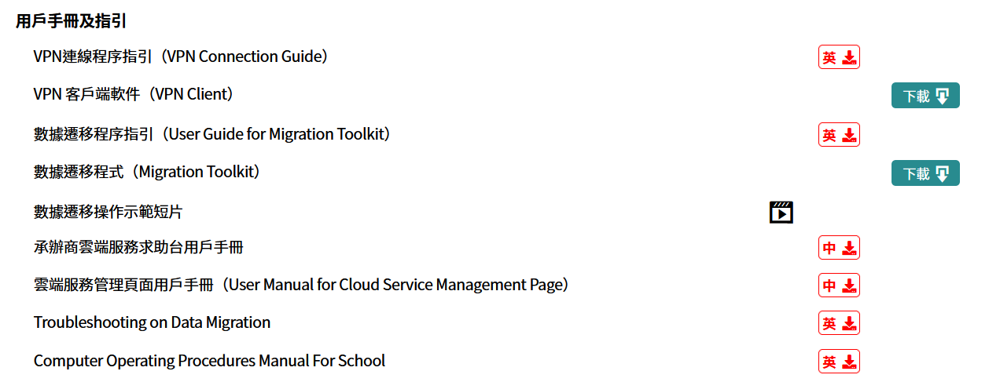 用戶手冊及指引
VPN連線程序指引（VPN Connection Guide） 英
VPN 客戶端軟件（VPN Client） 下載
數據遷移程序指引（User Guide for Migration Toolkit） 英
數據遷移程式（Migration Toolkit） 下載
數據遷移操作示範短片
承辦商雲端服務求助台用戶手冊 中
雲端服務管理頁面用戶手冊（User Manual for Cloud Service Management Page） 中
Troubleshooting on Data Migration 英
Computer Operating Procedures Manual For School 英